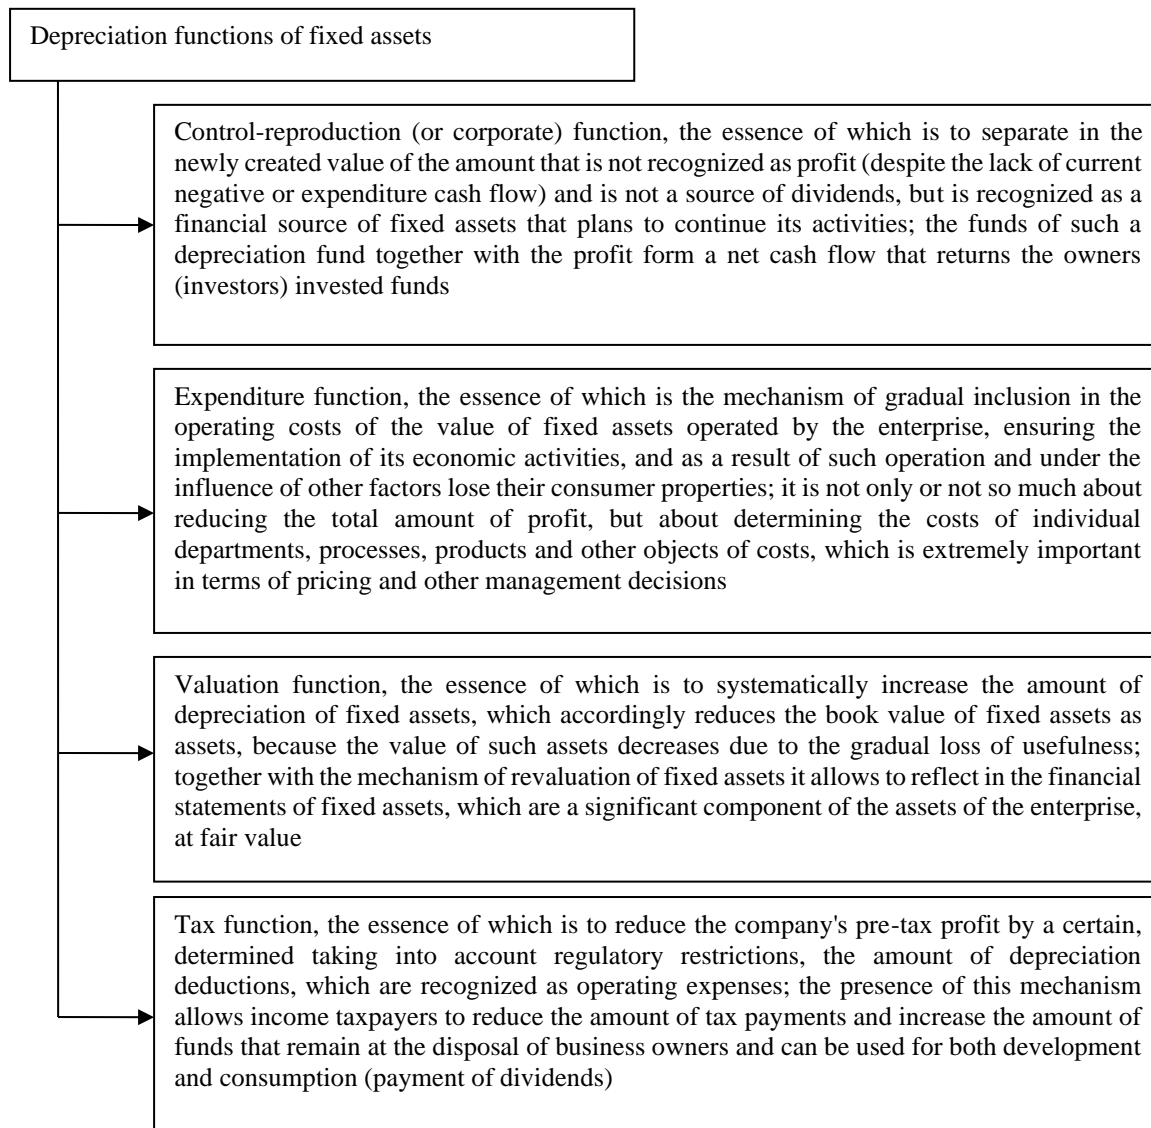 Depreciation functions of fixed assets
Control-reproduction (or corporate) function, the essence of which is to separate in the
newly created value of the amount that is not recognized as profit (despite the lack of current
negative or expenditure cash flow) and is not a source of dividends, but is recognized as a
financial source of fixed assets that plans to continue its activities; the funds of such a
depreciation fund together with the profit form a net cash flow that returns the owners
(investors) invested funds
Expenditure function, the essence of which is the mechanism of gradual inclusion in the
operating costs of the value of fixed assets operated by the enterprise, ensuring the
implementation of its economic activities, and as a result of such operation and under the
influence of other factors lose their consumer properties; it is not only or not so much about
reducing the total amount of profit, but about determining the costs of individual
departments, processes, products and other objects of costs, which is extremely important
in terms of pricing and other management decisions
Valuation function, the essence of which is to systematically increase the amount of
depreciation of fixed assets, which accordingly reduces the book value of fixed assets as
assets, because the value of such assets decreases due to the gradual loss of usefulness;
together with the mechanism of revaluation of fixed assets it allows to reflect in the financial
statements of fixed assets, which are a significant component of the assets of the enterprise,
at fair value
Tax function, the essence of which is to reduce the company's pre-tax profit by a certain,
determined taking into account regulatory restrictions, the amount of depreciation
deductions, which are recognized as operating expenses; the presence of this mechanism
allows income taxpayers to reduce the amount of tax payments and increase the amount of
funds that remain at the disposal of business owners and can be used for both development
and consumption (payment of dividends)